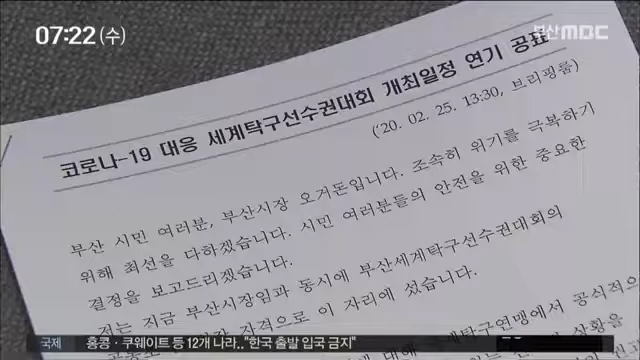 07:22 (수)
부산MBC
코로나-19 대응 세계탁구선수권대회 개최일정 연기 공표
('20. 02. 25. 13:30, 브리핑룸)
부산 시민 여러분, 부산시장 오거돈입니다. 조속히 위기를 극복하기
위해 최선을 다하겠습니다. 시민 여러분들의 안전을 위한 중요한
결정을 보고드리겠습니다.
저는 지금 부산시장임과 동시에 부산세계탁구선수권대회의
자격으로 이 자리에 섰습니다.
공식적으
상황을
국제
홍콩·쿠웨이트 등 12개 나라.."한국 출발 입국 금지"